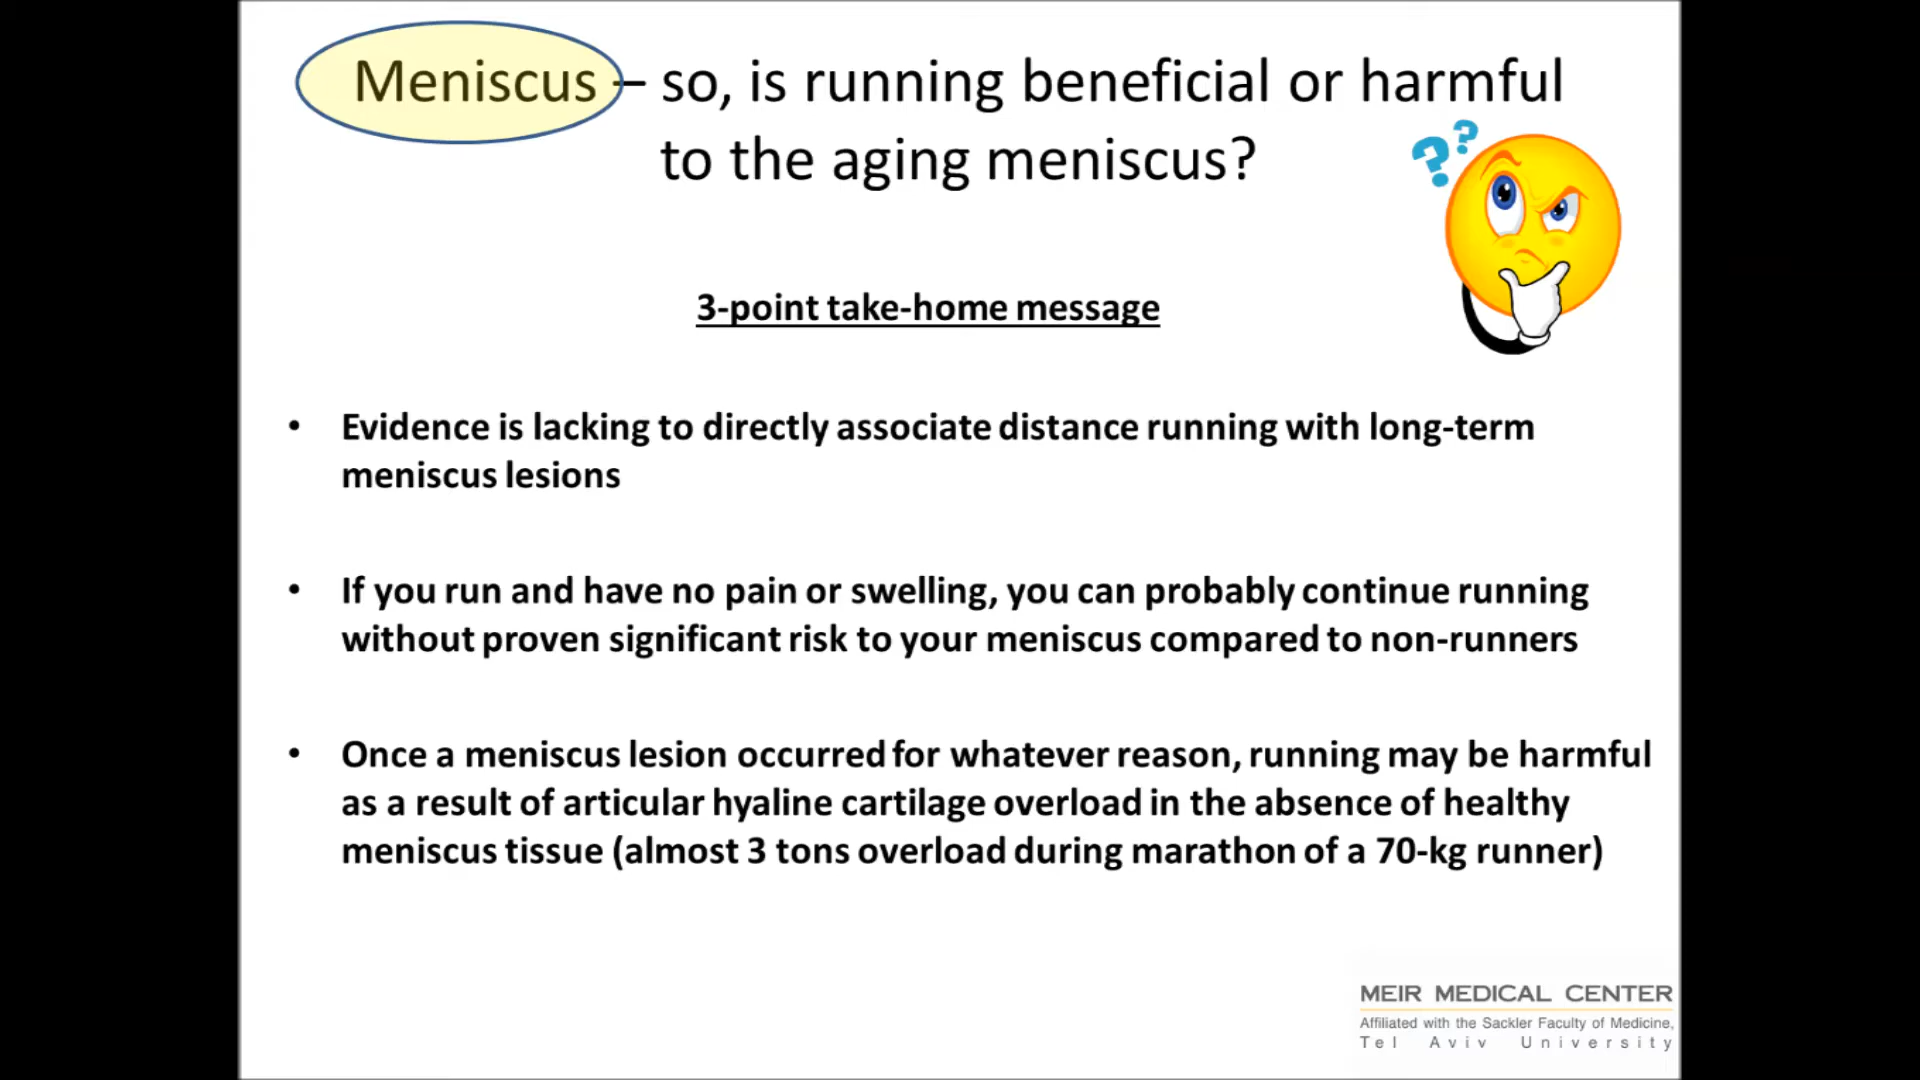 Meniscus – so, is running beneficial or harmful
to the aging meniscus?
? ?
3-point take-home message
• Evidence is lacking to directly associate distance running with long-term
meniscus lesions
• If you run and have no pain or swelling, you can probably continue running
without proven significant risk to your meniscus compared to non-runners
• Once a meniscus lesion occurred for whatever reason, running may be harmful
as a result of articular hyaline cartilage overload in the absence of healthy
meniscus tissue (almost 3 tons overload during marathon of a 70-kg runner)
MEIR MEDICAL CENTER
Affiliated with the Sackler Faculty of Medicine,
Tel Aviv University